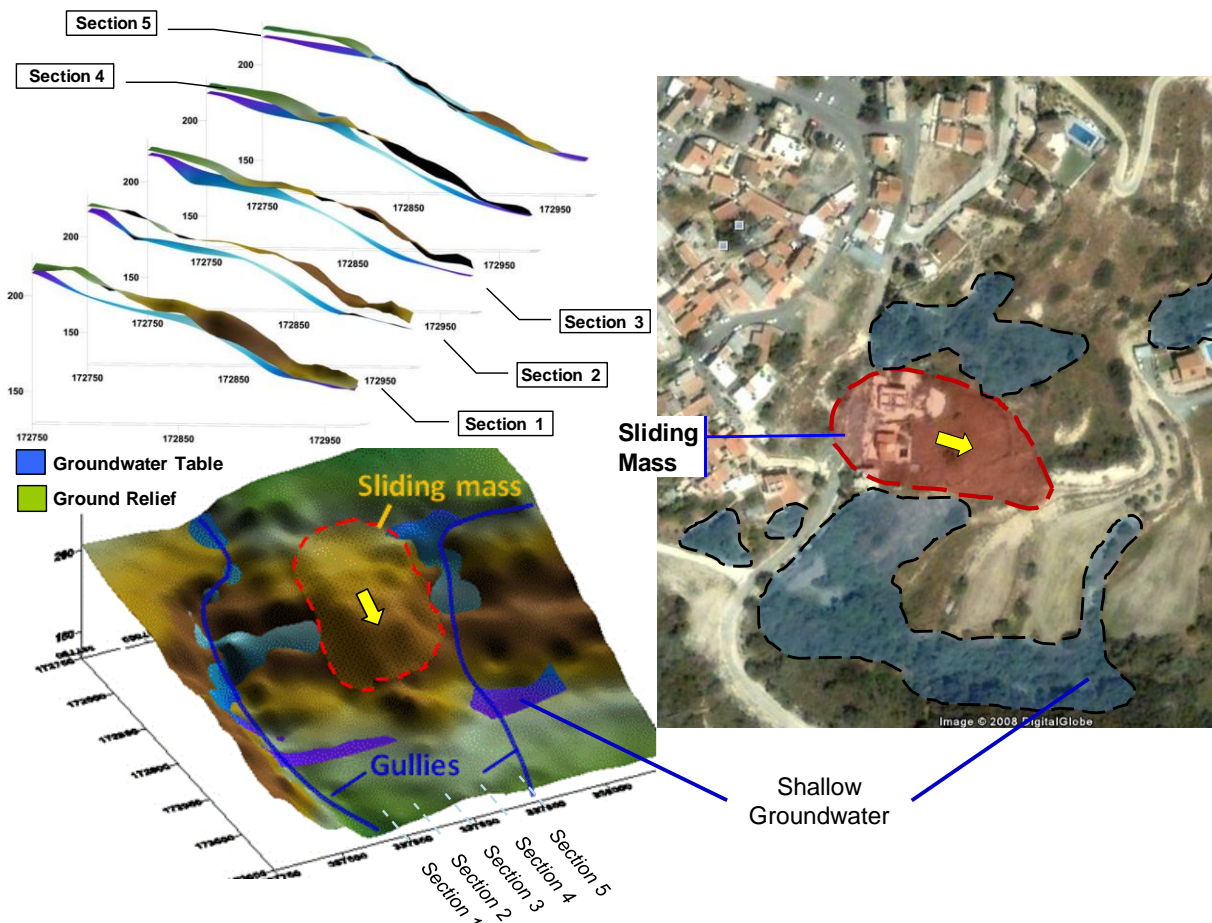 Section 5
Section 4
200
200
150
200
150
172750
172850
172950
200
150
172750
172850
172950
Section 3
200
150
172750
172850
172950
Section 2
150
172750
172850
172950
Section 1
172750
172850
172950
Groundwater Table
Ground Relief
Sliding mass
Gullies
Sliding
Mass
Image © 2008 DigitalGlobe
Shallow
Groundwater
Section 5
Section 4
Section 3
Section 2
Section